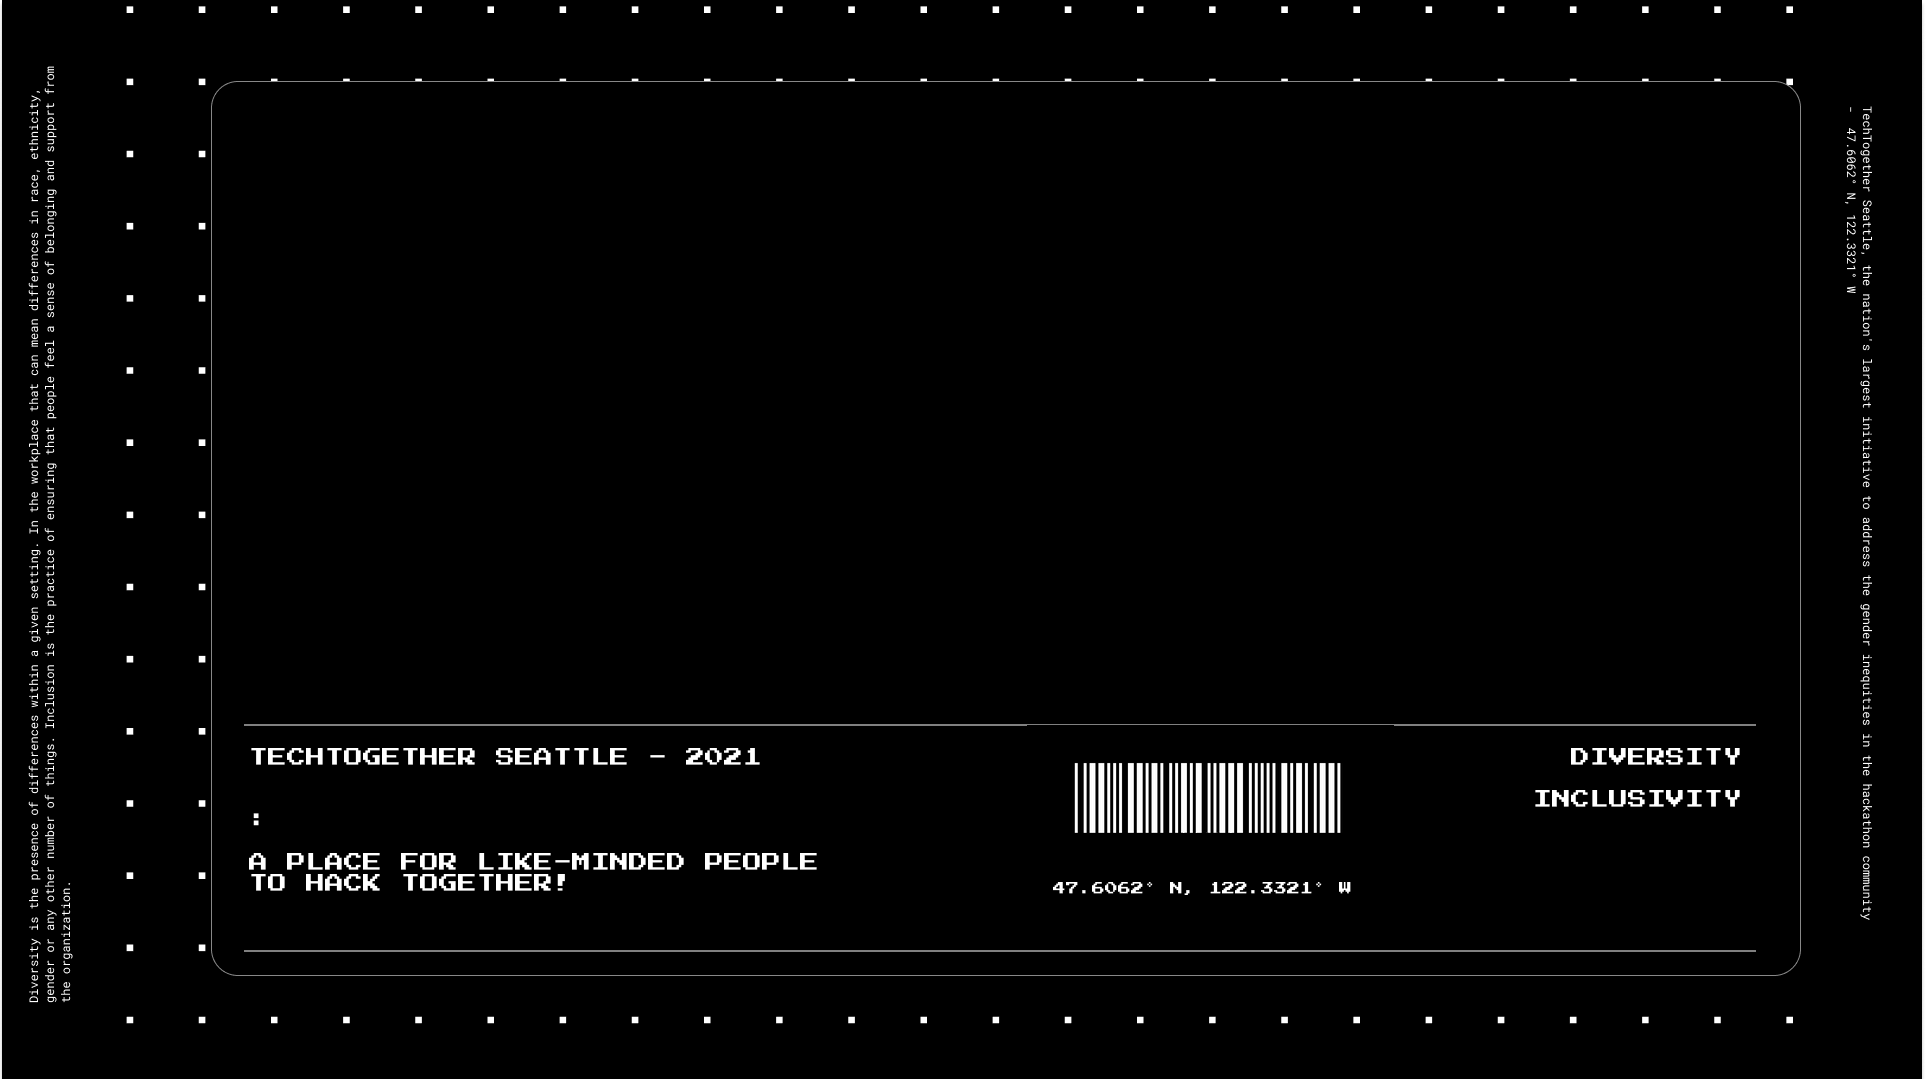 Diversity is the presence of differences within a given setting. In the workplace that can mean differences in race, ethnicity,
gender or any other number of things. Inclusion is the practice of ensuring that people feel a sense of belonging and support from
the organization.
TECHTOGETHER SEATTLE - 2021
:
A PLACE FOR LIKE-MINDED PEOPLE
TO HACK TOGETHER!
47.6062° N, 122.3321° W
DIVERSITY
INCLUSIVITY
TechTogether Seattle, the nation's largest initiative to address the gender inequities in the hackathon community
- 47.6062° N, 122.3321° W